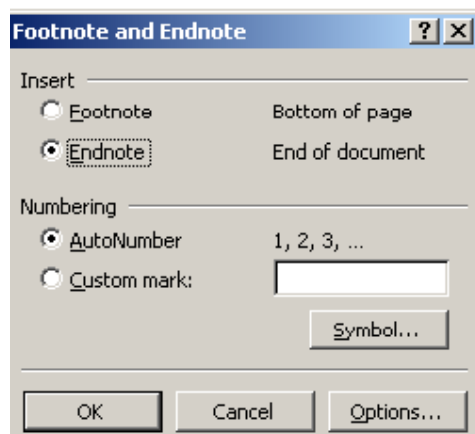 Footnote and Endnote ? X
Insert
Footnote Bottom of page
Endnote End of document
Numbering
AutoNumber 1, 2, 3, ...
Custom mark:
Symbol...
OK Cancel Options...